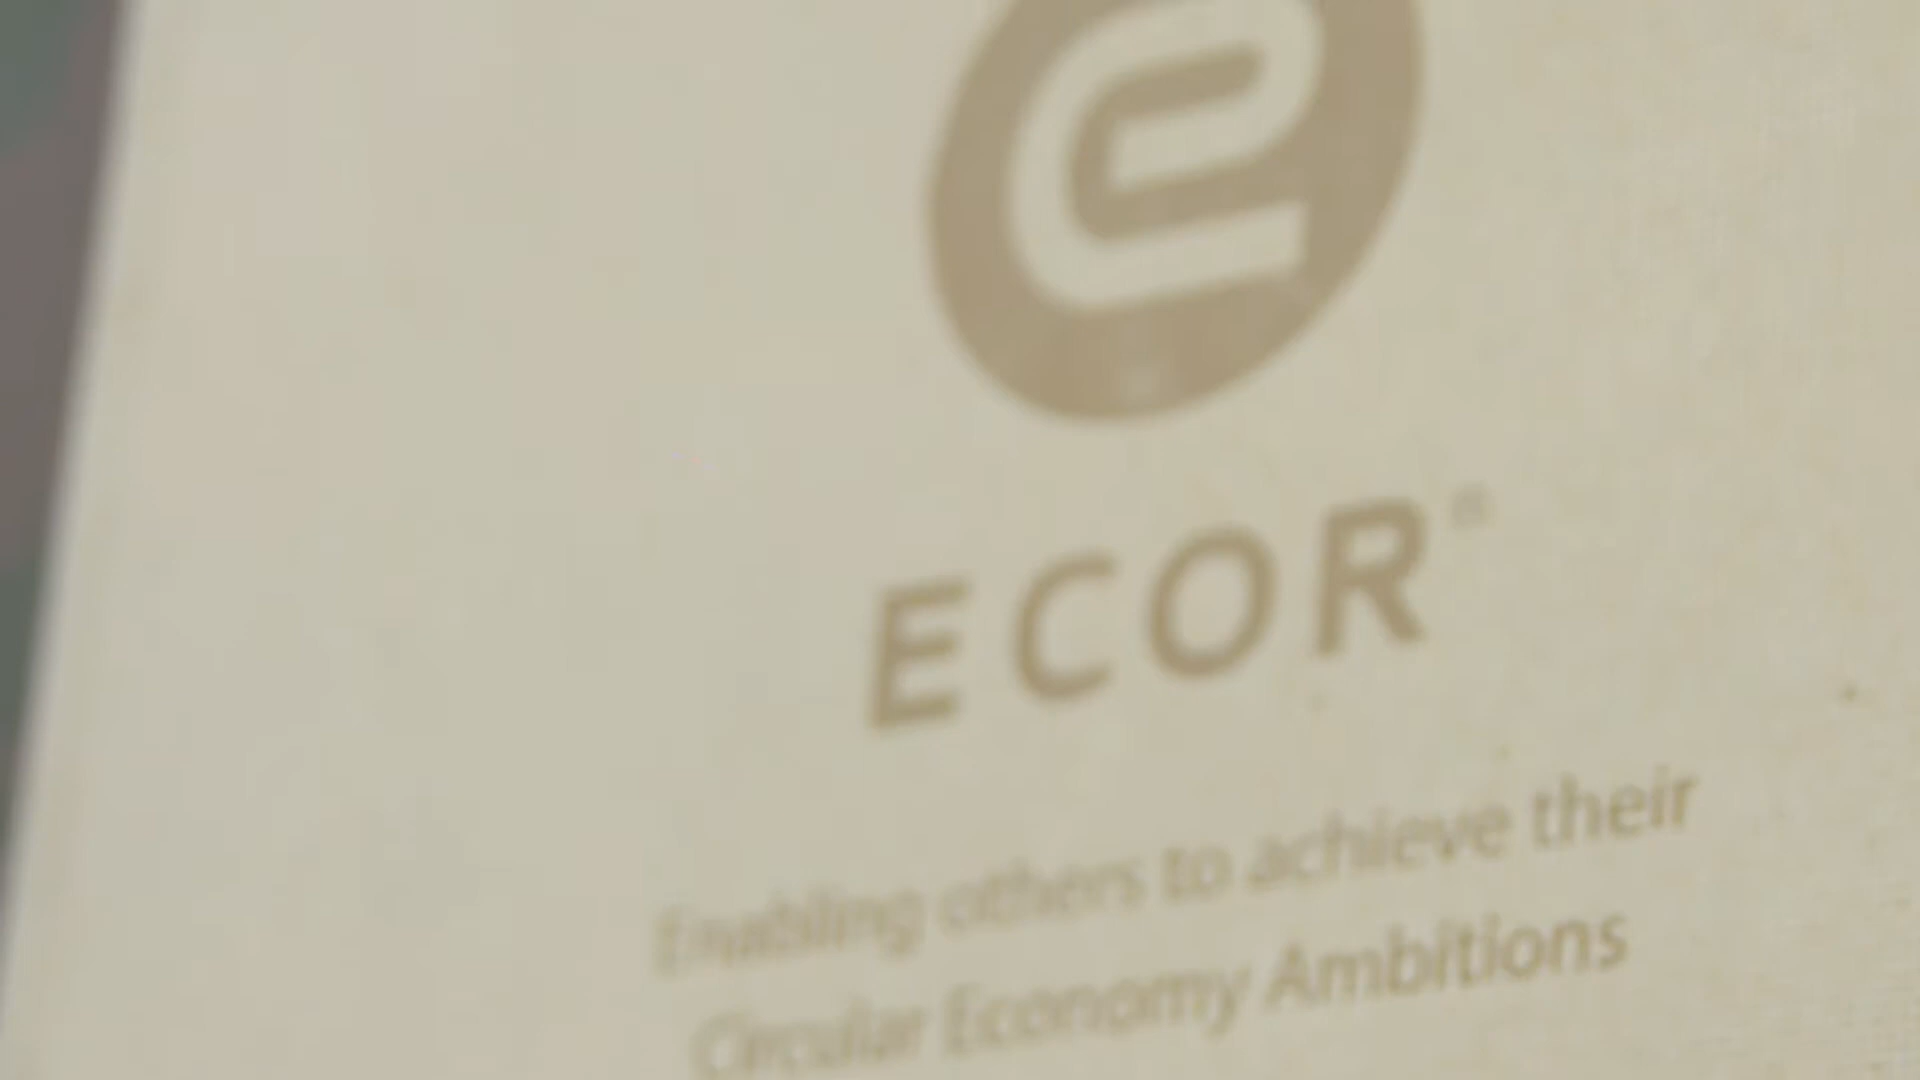 e
ECOR®
Enabling others to achieve their
Circular Economy Ambitions